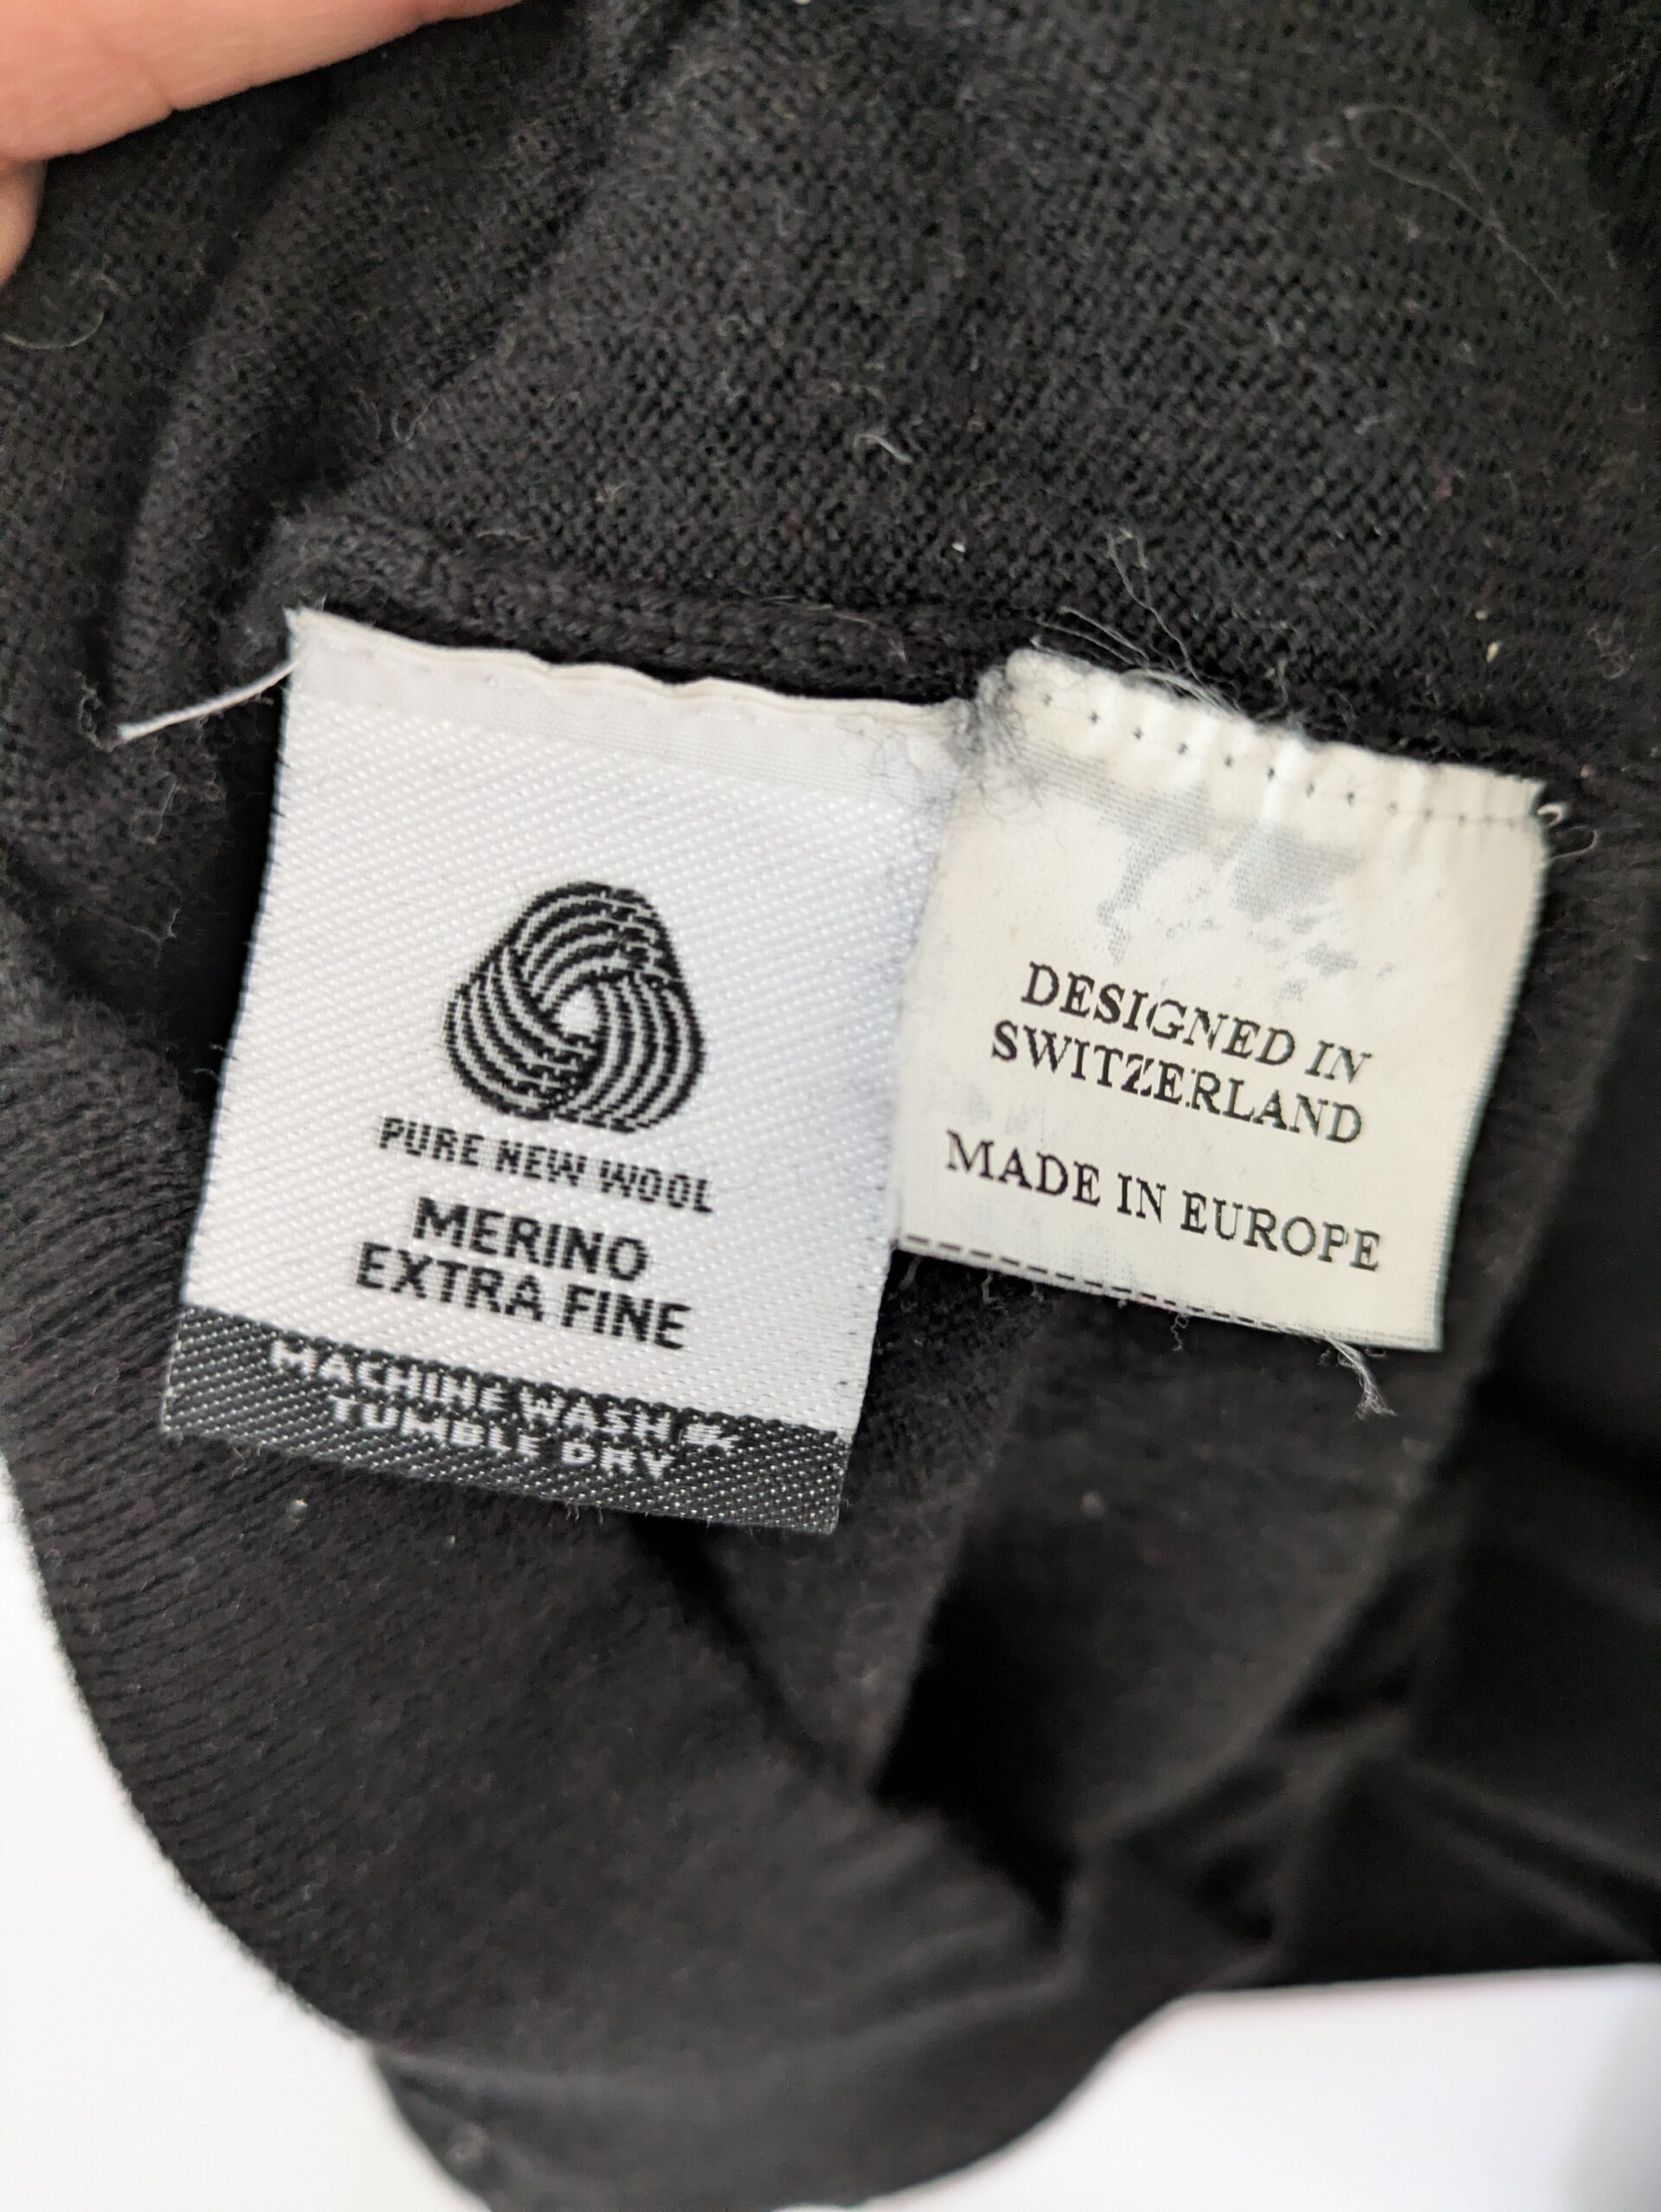 PURE NEW WOOL
MERINO
EXTRA FINE
MACHINE WASH &
TUMBLE DRY
DESIGNED IN
SWITZERLAND
MADE IN EUROPE